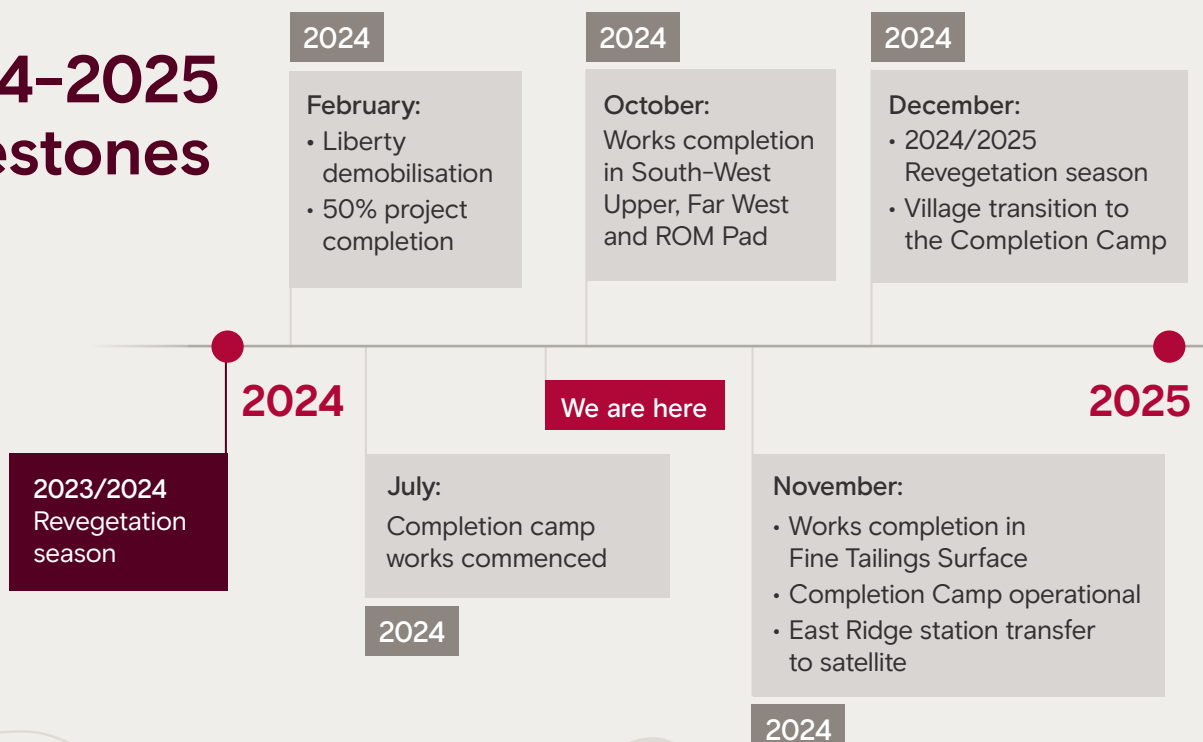 4–2025
estones
2024
February:
• Liberty
demobilisation
• 50% project
completion
2024
October:
Works completion
in South-West
Upper, Far West
and ROM Pad
2024
December:
• 2024/2025
Revegetation season
• Village transition to
the Completion Camp
2024
We are here
2025
2023/2024
Revegetation
season
July:
Completion camp
works commenced
2024
November:
• Works completion in
Fine Tailings Surface
• Completion Camp operational
• East Ridge station transfer
to satellite
2024